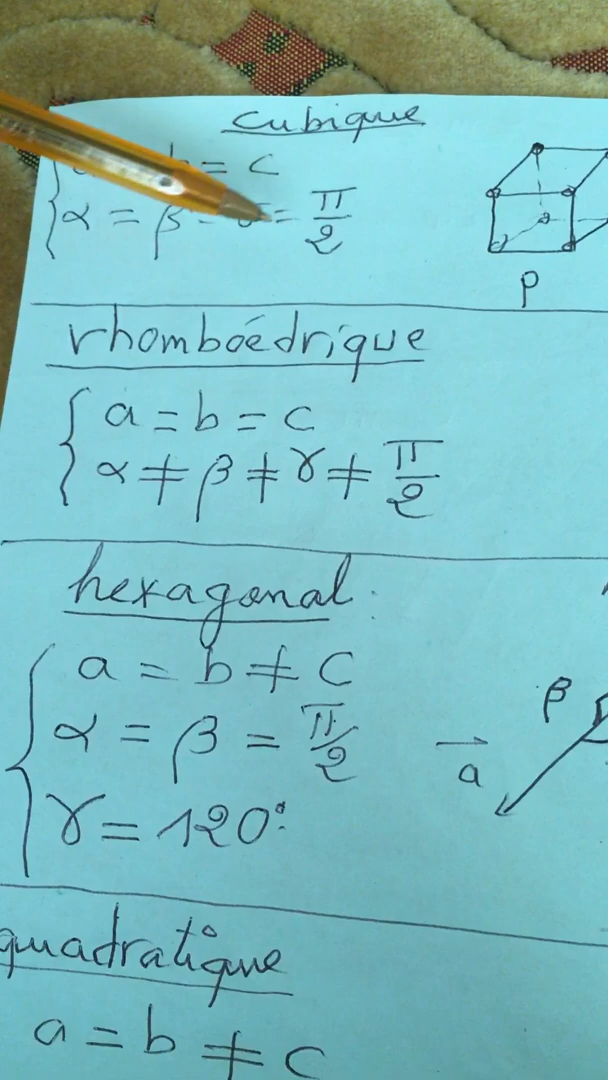 cubique
b = c
α = β = γ = π/2
P
rhomboédrique
a = b = c
α ≠ β ≠ γ ≠ π/2
hexagonal
a = b ≠ c
α = β = π/2
γ = 120°
β
a
quadratique
a = b ≠ c